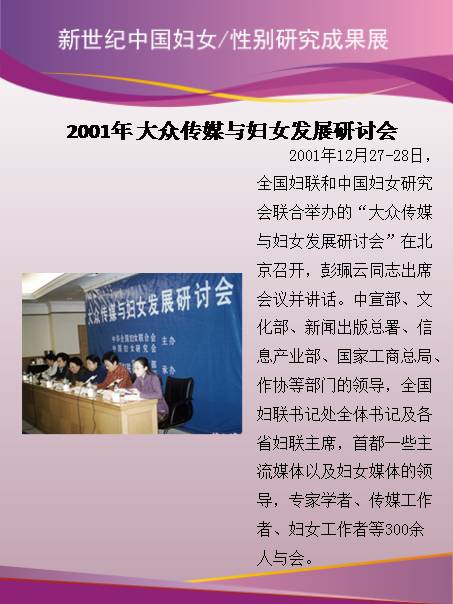 新世纪中国妇女/性别研究成果展
2001年 大众传媒与妇女发展研讨会
2001年12月27-28日，
全国妇联和中国妇女研究
会联合举办的“大众传媒
与妇女发展研讨会”在北
京召开，彭珮云同志出席
会议并讲话。中宣部、文
化部、新闻出版总署、信
息产业部、国家工商总局、
作协等部门的领导，全国
妇联书记处全体书记及各
省妇联主席，首都一些主
流媒体以及妇女媒体的领
导，专家学者、传媒工作
者、妇女工作者等300余
人与会。
大众传媒与妇女发展研讨会
中华全国妇女联合会 主办
中国妇女研究会
承办